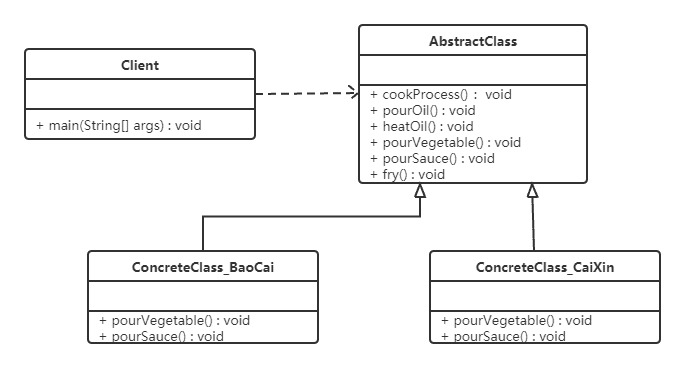 Client
+ main(String[] args) : void
AbstractClass
+ cookProcess() : void
+ pourOil() : void
+ heatOil() : void
+ pourVegetable() : void
+ pourSauce() : void
+ fry() : void
ConcreteClass_BaoCai
+ pourVegetable() : void
+ pourSauce() : void
ConcreteClass_CaiXin
+ pourVegetable() : void
+ pourSauce() : void